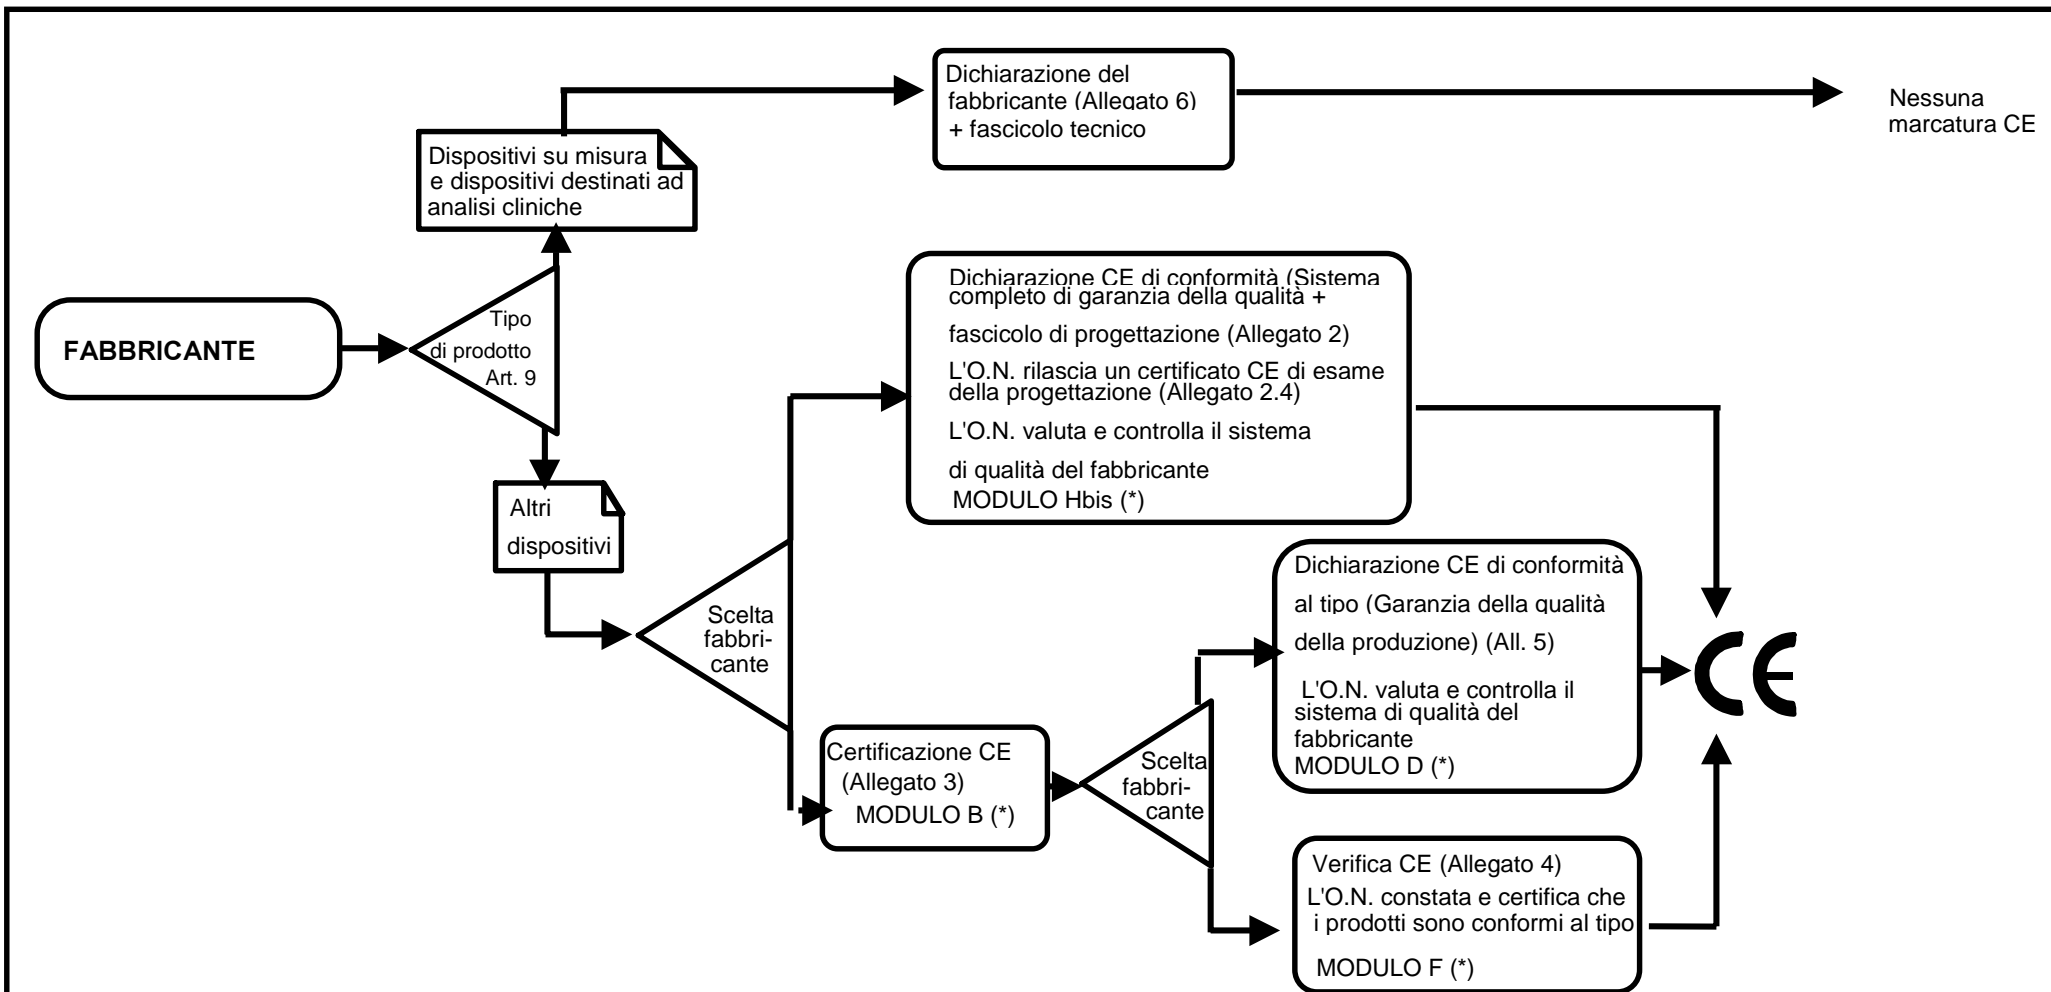 Dichiarazione del
fabbricante (Allegato 6)
+ fascicolo tecnico
Nessuna
marcatura CE
Dispositivi su misura
e dispositivi destinati ad
analisi cliniche
FABBRICANTE
Tipo
di prodotto
Art. 9
Dichiarazione CE di conformità (Sistema
completo di garanzia della qualità +
fascicolo di progettazione (Allegato 2)
L'O.N. rilascia un certificato CE di esame
della progettazione (Allegato 2.4)
L'O.N. valuta e controlla il sistema
di qualità del fabbricante
MODULO Hbis (*)
Altri
dispositivi
Scelta
fabbri-
cante
Certificazione CE
(Allegato 3)
MODULO B (*)
Scelta
fabbri-
cante
Dichiarazione CE di conformità
al tipo (Garanzia della qualità
della produzione) (All. 5)
L'O.N. valuta e controlla il
sistema di qualità del
fabbricante
MODULO D (*)
CE
Verifica CE (Allegato 4)
L'O.N. constata e certifica che
i prodotti sono conformi al tipo
MODULO F (*)